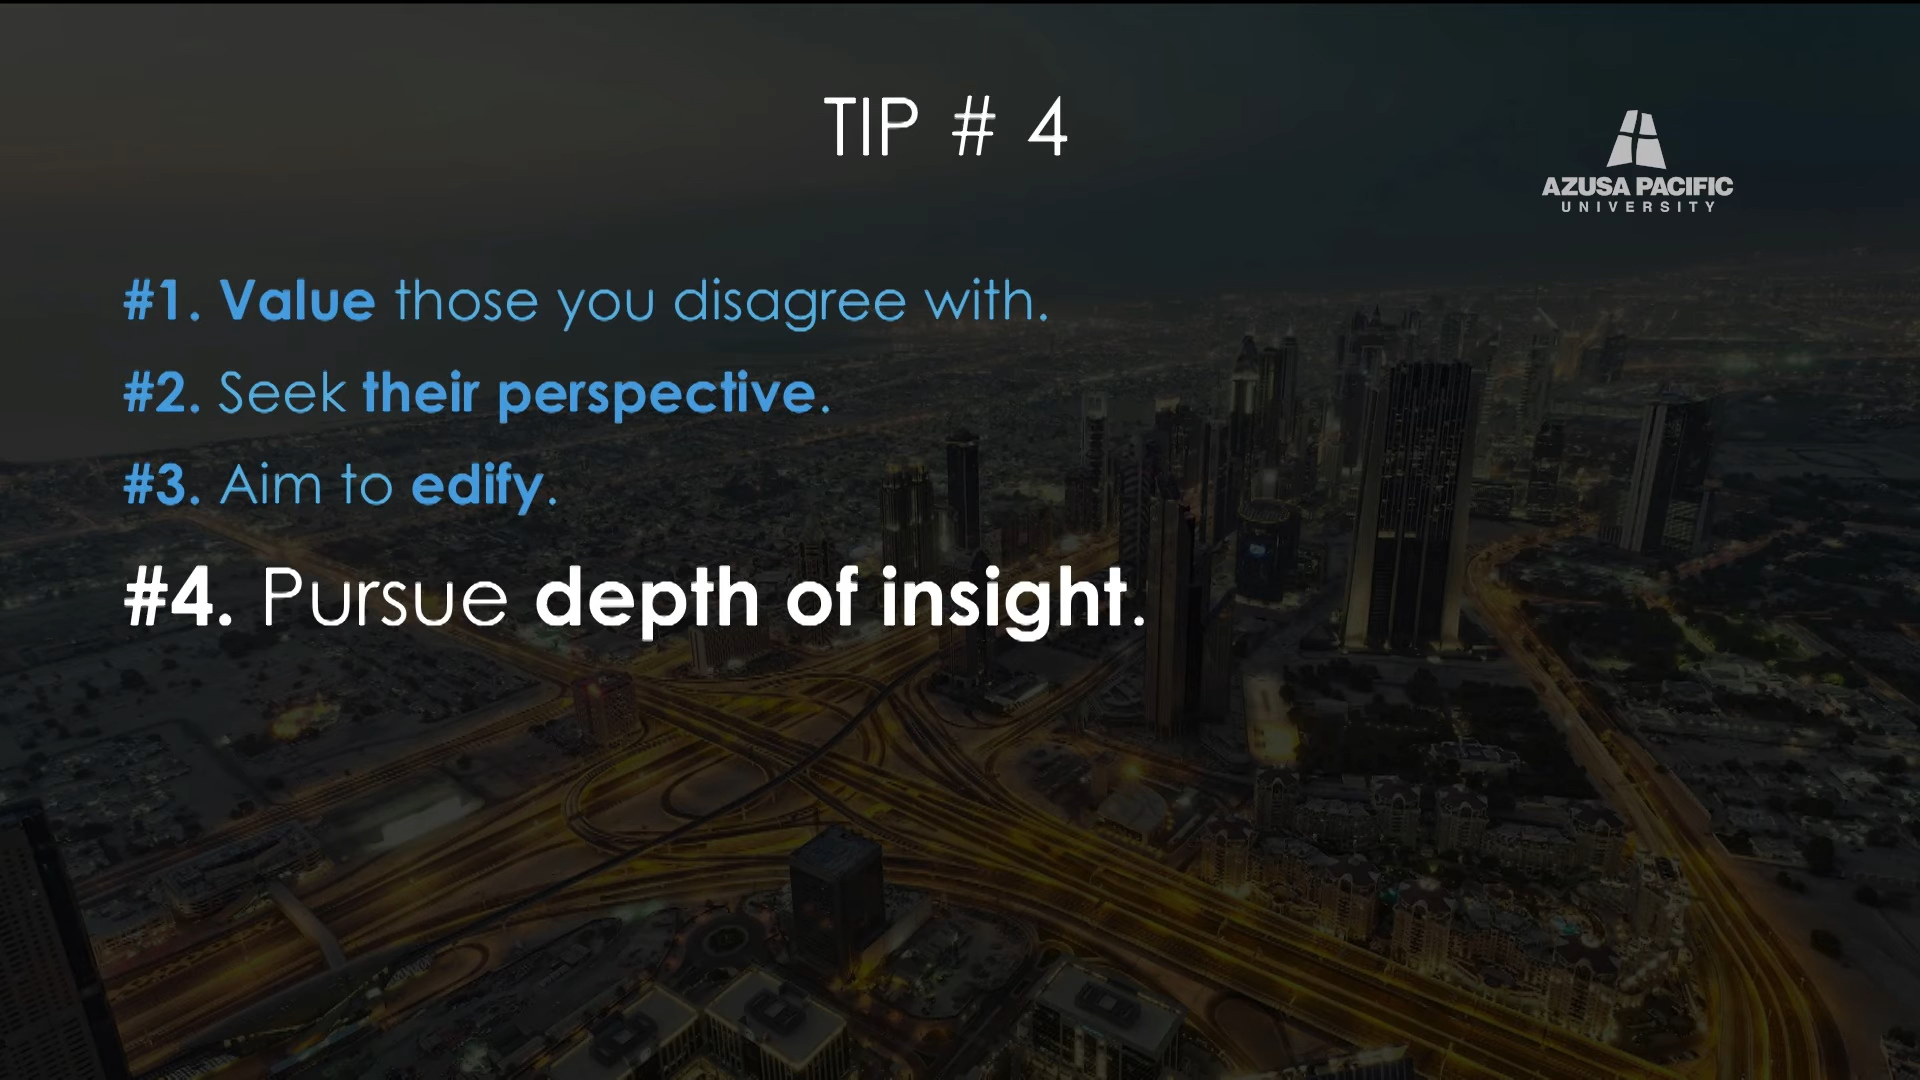 TIP # 4
AZUSA PACIFIC
UNIVERSITY
#1. Value those you disagree with.
#2. Seek their perspective.
#3. Aim to edify.
#4. Pursue depth of insight.